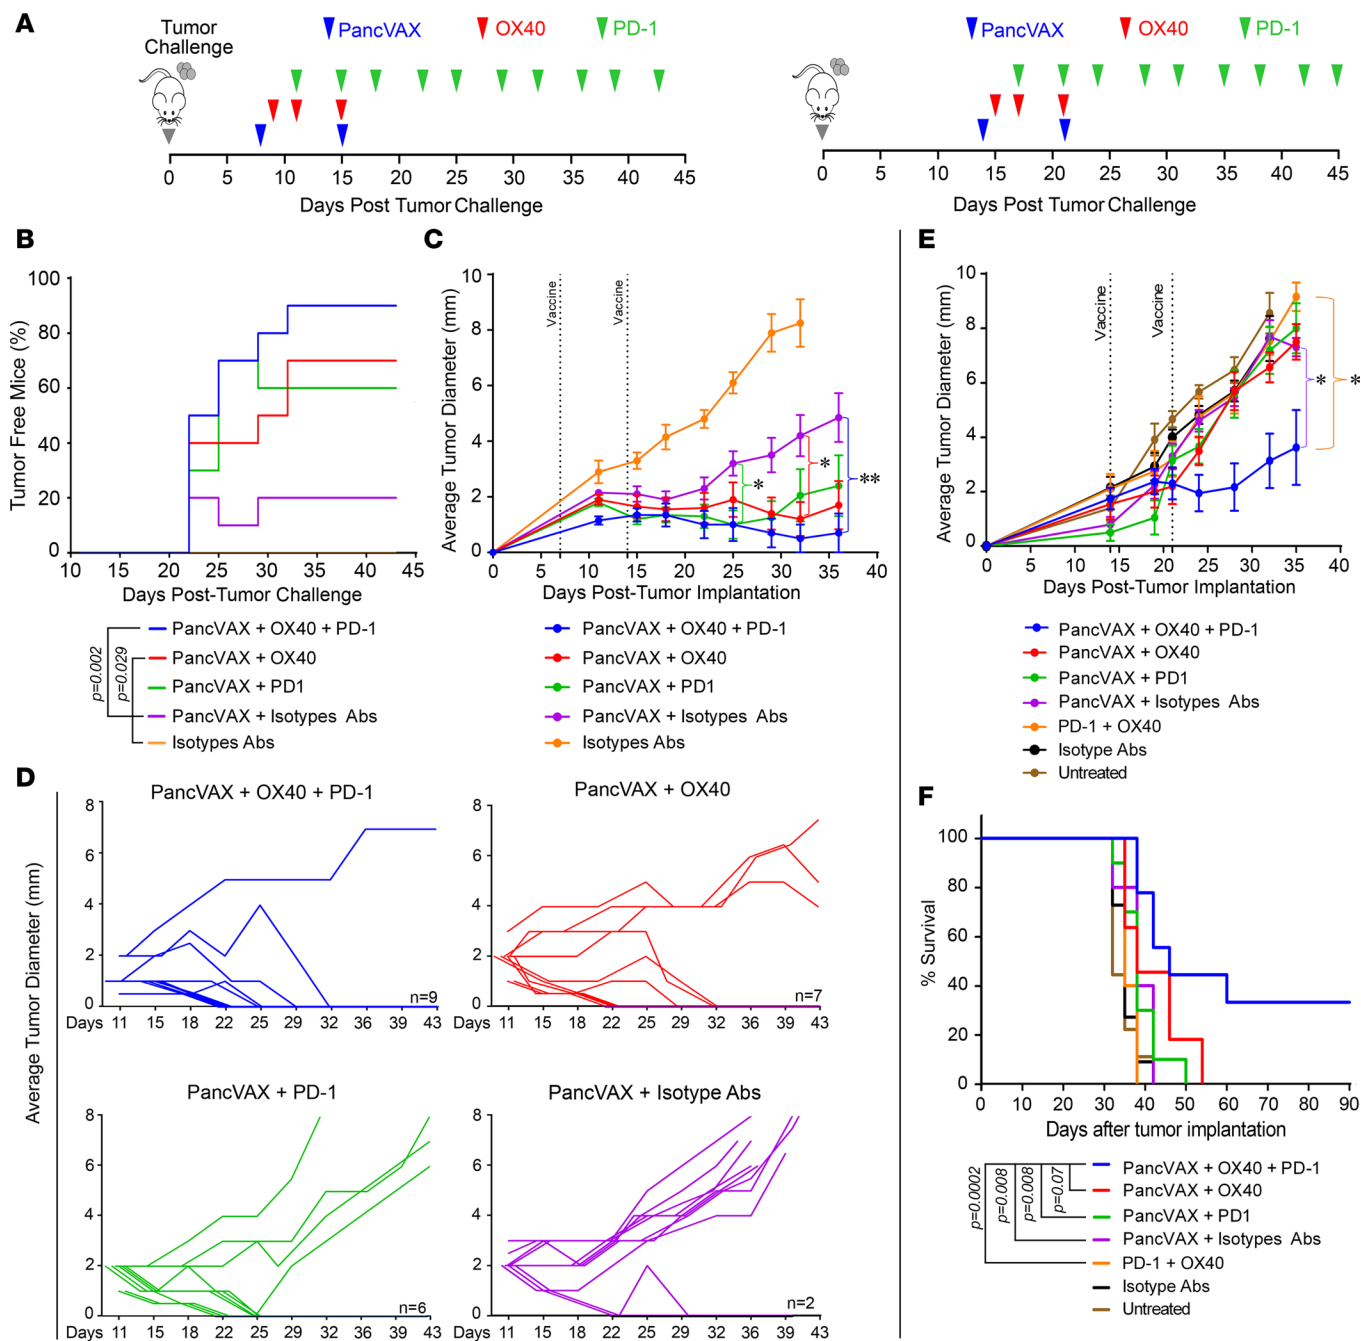 A
Tumor
Challenge
PancVAX
OX40
PD-1
0 5 10 15 20 25 30 35 40 45
Days Post Tumor Challenge
PancVAX
OX40
PD-1
0 5 10 15 20 25 30 35 40 45
Days Post Tumor Challenge
B
Tumor Free Mice (%)
100
80
60
40
20
0
10 15 20 25 30 35 40 45
Days Post-Tumor Challenge
PancVAX + OX40 + PD-1
PancVAX + OX40
PancVAX + PD1
PancVAX + Isotypes Abs
Isotypes Abs
p=0.002
p=0.029
C
Average Tumor Diameter (mm)
10
8
6
4
2
0
Vaccine
Vaccine
*
*
**
0 5 10 15 20 25 30 35 40
Days Post-Tumor Implantation
PancVAX + OX40 + PD-1
PancVAX + OX40
PancVAX + PD1
PancVAX + Isotypes Abs
Isotypes Abs
E
Average Tumor Diameter (mm)
10
8
6
4
2
0
Vaccine
Vaccine
*
*
0 5 10 15 20 25 30 35 40
Days Post-Tumor Implantation
PancVAX + OX40 + PD-1
PancVAX + OX40
PancVAX + PD1
PancVAX + Isotypes Abs
PD-1 + OX40
Isotype Abs
Untreated
D
Average Tumor Diameter (mm)
PancVAX + OX40 + PD-1
8
6
4
2
0
n=9
Days 11 15 18 22 25 29 32 36 39 43
PancVAX + OX40
8
6
4
2
0
n=7
Days 11 15 18 22 25 29 32 36 39 43
PancVAX + PD-1
8
6
4
2
0
n=6
Days 11 15 18 22 25 29 32 36 39 43
PancVAX + Isotype Abs
8
6
4
2
0
n=2
Days 11 15 18 22 25 29 32 36 39 43
F
% Survival
100
80
60
40
20
0
0 10 20 30 40 50 60 70 80 90
Days after tumor implantation
p=0.0002
p=0.008
p=0.008
p=0.07
PancVAX + OX40 + PD-1
PancVAX + OX40
PancVAX + PD1
PancVAX + Isotypes Abs
PD-1 + OX40
Isotype Abs
Untreated